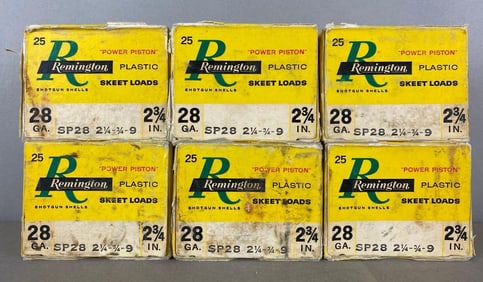 25
"POWER PISTON"
R
Remington PLASTIC
SKEET LOADS
SHOTGUN SHELLS
28 GA. SP28 2¼-¾-9 2¾ IN.
25
"POWER PISTON"
R
Remington PLASTIC
SKEET LOADS
SHOTGUN SHELLS
28 GA. SP28 2¼-¾-9 2¾ IN.
25
"POWER PISTON"
R
Remington PLASTIC
SKEET LOADS
SHOTGUN SHELLS
28 GA. SP28 2¼-¾-9 2¾ IN.
25
"POWER PISTON"
R
Remington PLASTIC
SKEET LOADS
SHOTGUN SHELLS
28 GA. SP28 2¼-¾-9 2¾ IN.
25
"POWER PISTON"
R
Remington PLASTIC
SKEET LOADS
SHOTGUN SHELLS
28 GA. SP28 2¼-¾-9 2¾ IN.
25
"POWER PISTON"
R
Remington PLASTIC
SKEET LOADS
SHOTGUN SHELLS
28 GA. SP28 2¼-¾-9 2¾ IN.